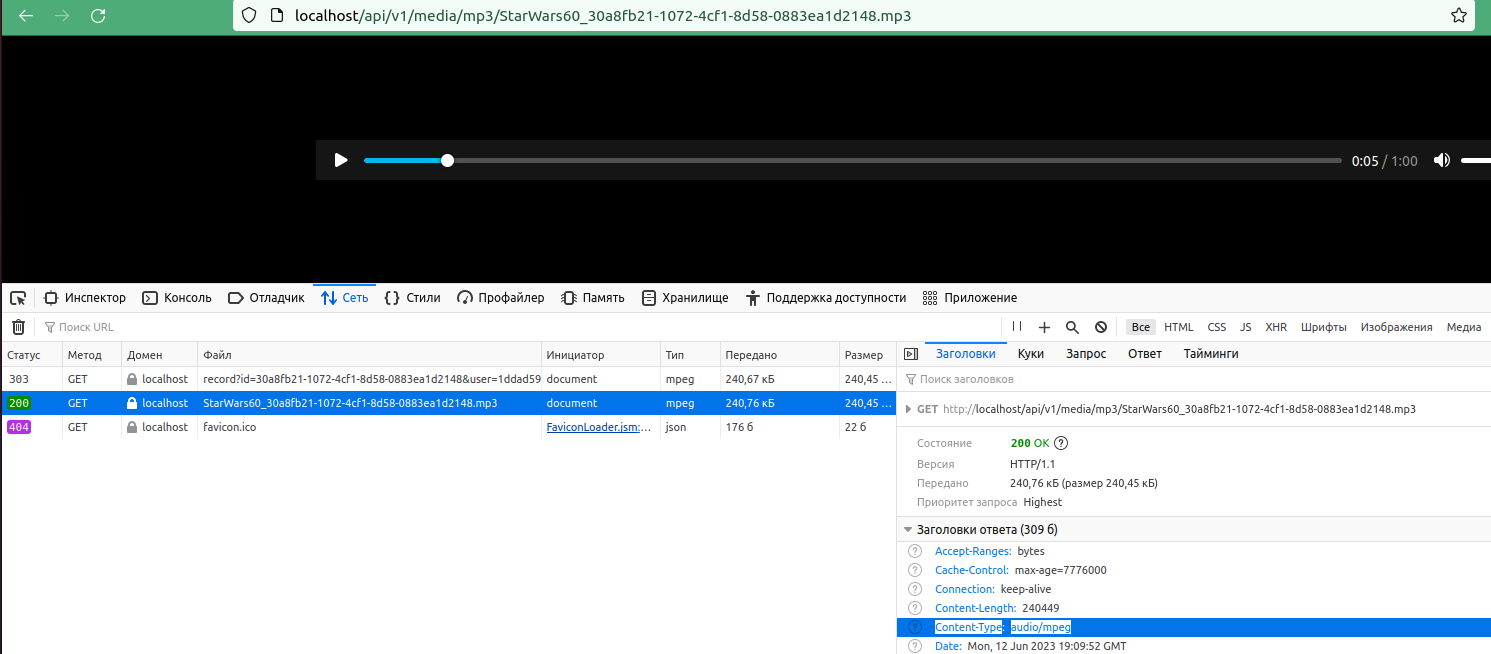 localhost/api/v1/media/mp3/StarWars60_30a8fb21-1072-4cf1-8d58-0883ea1d2148.mp3
0:05 / 1:00
Инспектор Консоль Отладчик Сеть Стили Профайлер Память Хранилище Поддержка доступности Приложение
Поиск URL Все HTML CSS JS XHR Шрифты Изображения Медиа
Статус Метод Домен Файл Инициатор Тип Передано Размер
Заголовки Куки Запрос Ответ Тайминги
303 GET localhost record?id=30a8fb21-1072-4cf1-8d58-0883ea1d2148&user=1ddad59 document mpeg 240,67 кБ 240,45 ...
200 GET localhost StarWars60_30a8fb21-1072-4cf1-8d58-0883ea1d2148.mp3 document mpeg 240,76 кБ 240,45 ...
404 GET localhost favicon.ico FaviconLoader.jsm:... json 176 б 22 б
Поиск заголовков
GET http://localhost/api/v1/media/mp3/StarWars60_30a8fb21-1072-4cf1-8d58-0883ea1d2148.mp3
Состояние 200 OK ?
Версия HTTP/1.1
Передано 240,76 кБ (размер 240,45 кБ)
Приоритет запроса Highest
Заголовки ответа (309 б)
? Accept-Ranges: bytes
? Cache-Control: max-age=7776000
? Connection: keep-alive
? Content-Length: 240449
? Content-Type: audio/mpeg
? Date: Mon, 12 Jun 2023 19:09:52 GMT